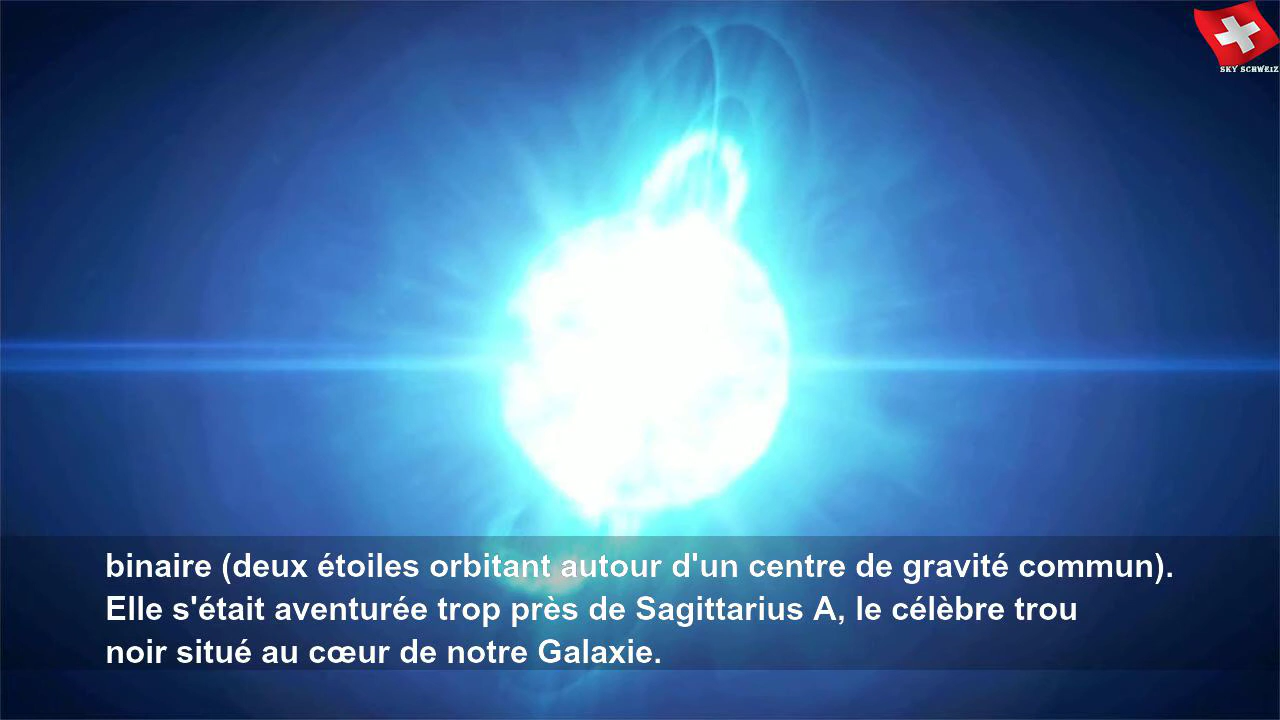 SKY SCHWEIZ
binaire (deux étoiles orbitant autour d'un centre de gravité commun).
Elle s'était aventurée trop près de Sagittarius A, le célèbre trou
noir situé au cœur de notre Galaxie.